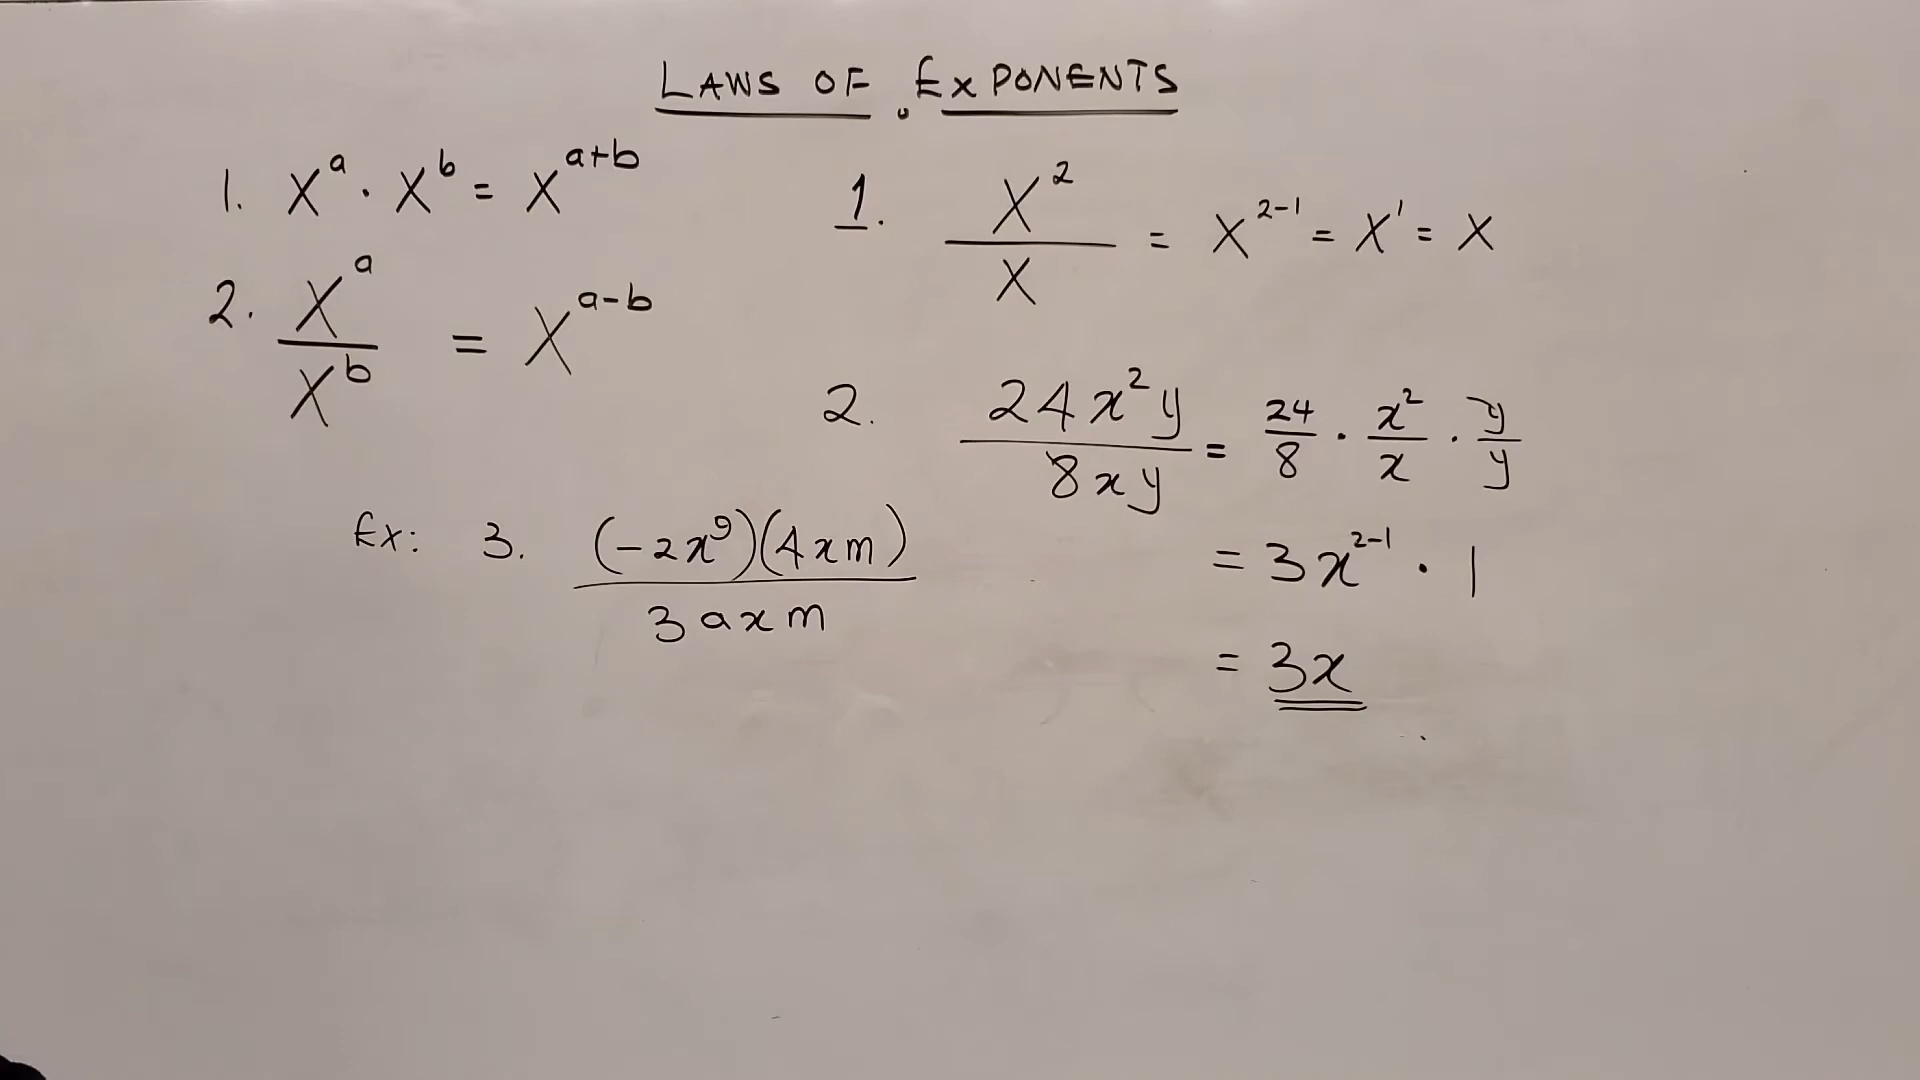 LAWS OF EXPONENTS
1. X^a · X^b = X^(a+b)
2. X^a / X^b = X^(a-b)
Ex: 3. (-2x^9)(4xm) / 3axm
1. X^2 / X = X^(2-1) = X^1 = X
2. 24x^2y / 8xy = 24/8 · x^2/x · y/y
= 3x^(2-1) · 1
= 3x